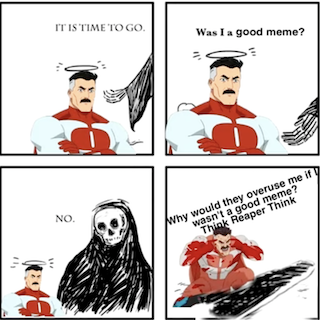 IT IS TIME TO GO.
Was I a good meme?
NO.
Why would they overuse me if I
wasn't a good meme?
Think Reaper Think